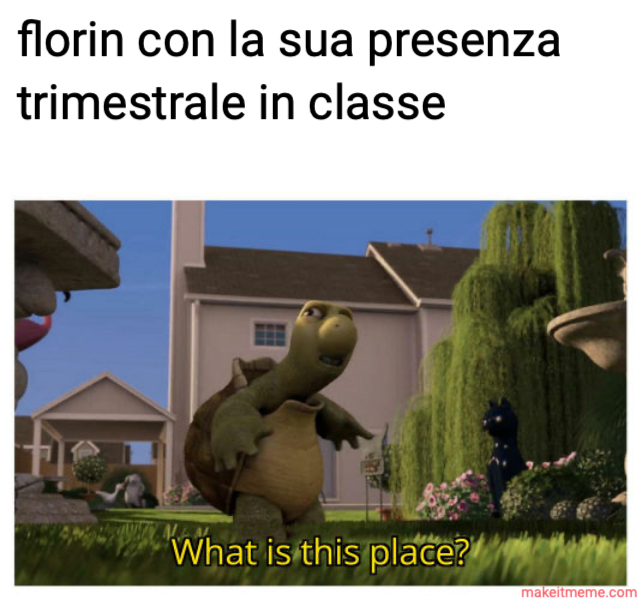 florin con la sua presenza
trimestrale in classe
What is this place?
makeitmeme.com